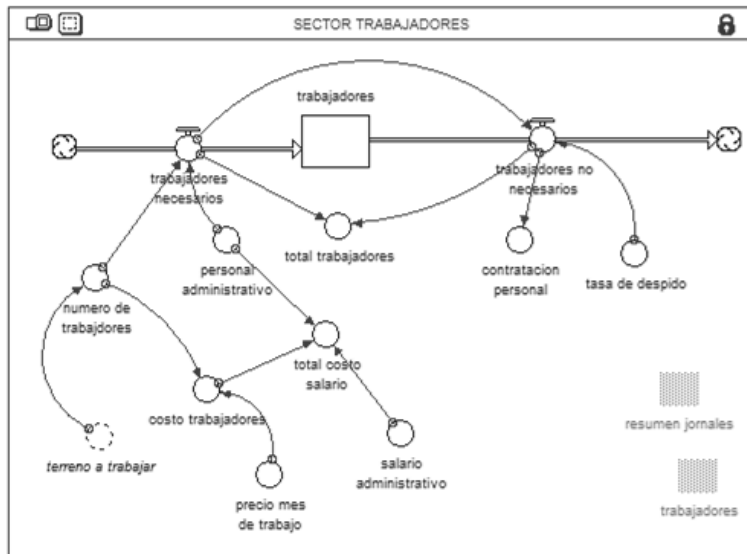 SECTOR TRABAJADORES
trabajadores
trabajadores
necesarios
trabajadores no
necesarios
total trabajadores
personal
administrativo
contratacion
personal
tasa de despido
numero de
trabajdores
total costo
salario
costo trabajadores
resumen jornales
terreno a trabajar
salario
administrativo
precio mes
de trabajo
trabajadores